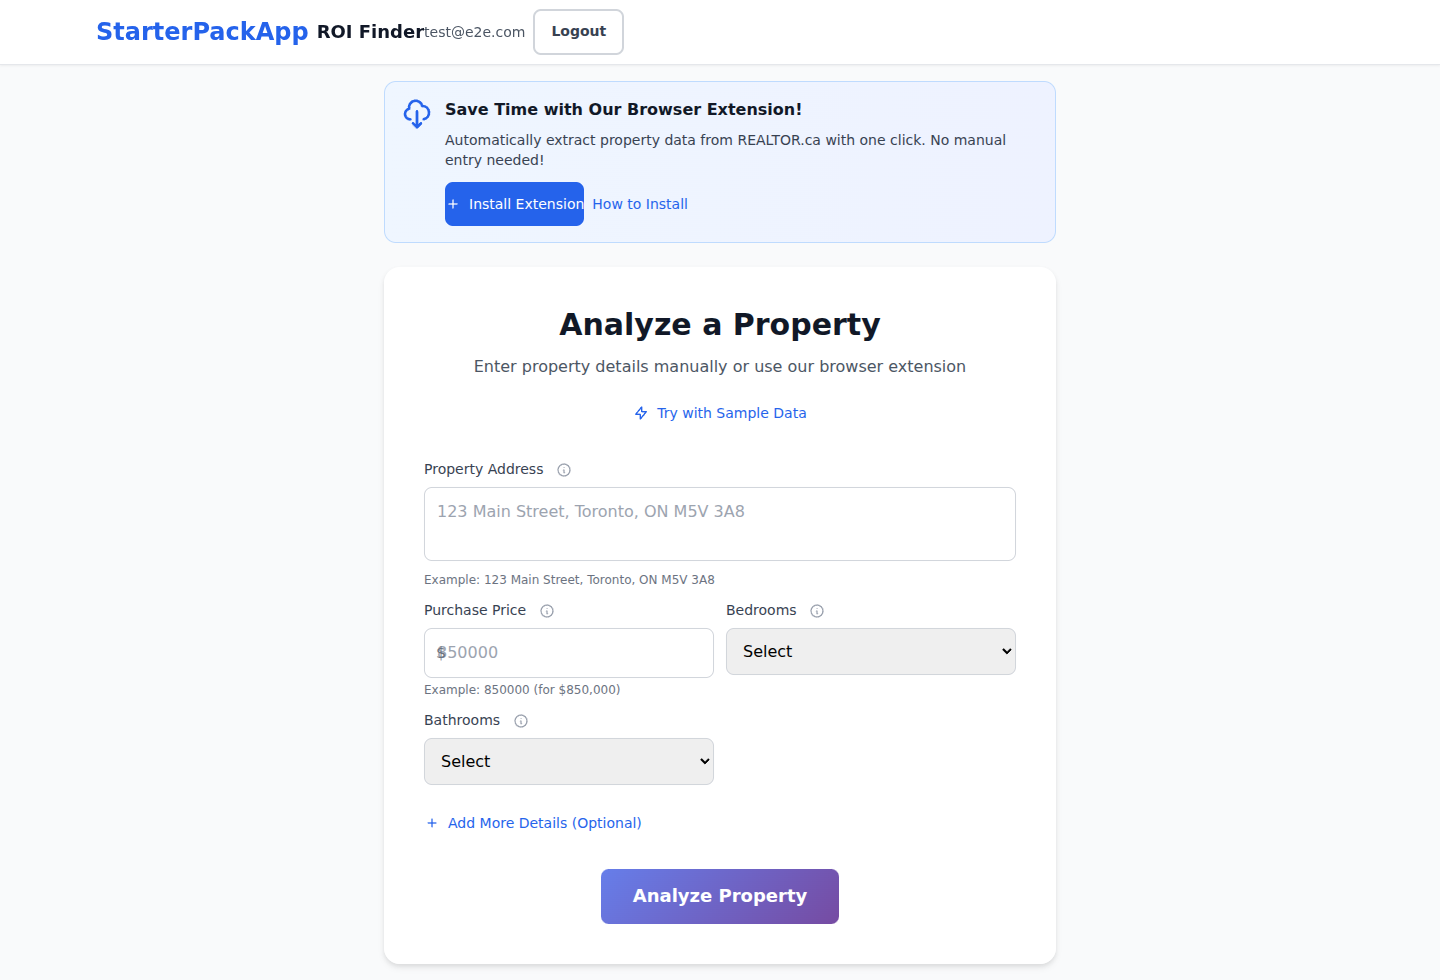 StarterPackApp ROI Finder test@e2e.com Logout
Save Time with Our Browser Extension!
Automatically extract property data from REALTOR.ca with one click. No manual
entry needed!
+ Install Extension How to Install
Analyze a Property
Enter property details manually or use our browser extension
Try with Sample Data
Property Address
123 Main Street, Toronto, ON M5V 3A8
Example: 123 Main Street, Toronto, ON M5V 3A8
Purchase Price Bedrooms
$ 850000 Select
Example: 850000 (for $850,000)
Bathrooms
Select
+ Add More Details (Optional)
Analyze Property